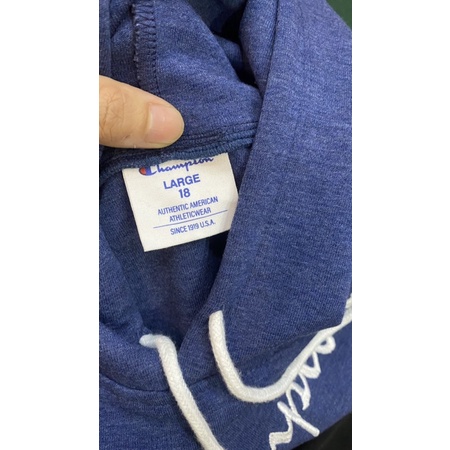 Champion
LARGE
18
AUTHENTIC AMERICAN
ATHLETICWEAR
SINCE 1919 U.S.A.